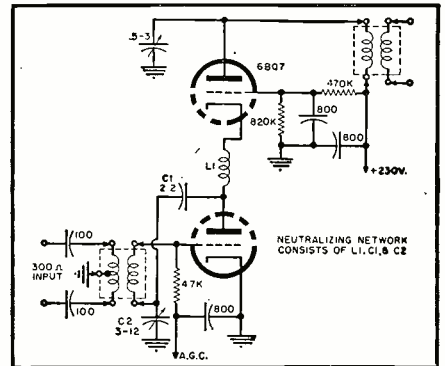 .5-3
6BQ7
470K
800
820K
800
L1
+230V.
C1
2.2
100
300Ω
INPUT
NEUTRALIZING NETWORK
CONSISTS OF L1, C1, & C2
47K
100
800
C2
3-12
A.G.C.